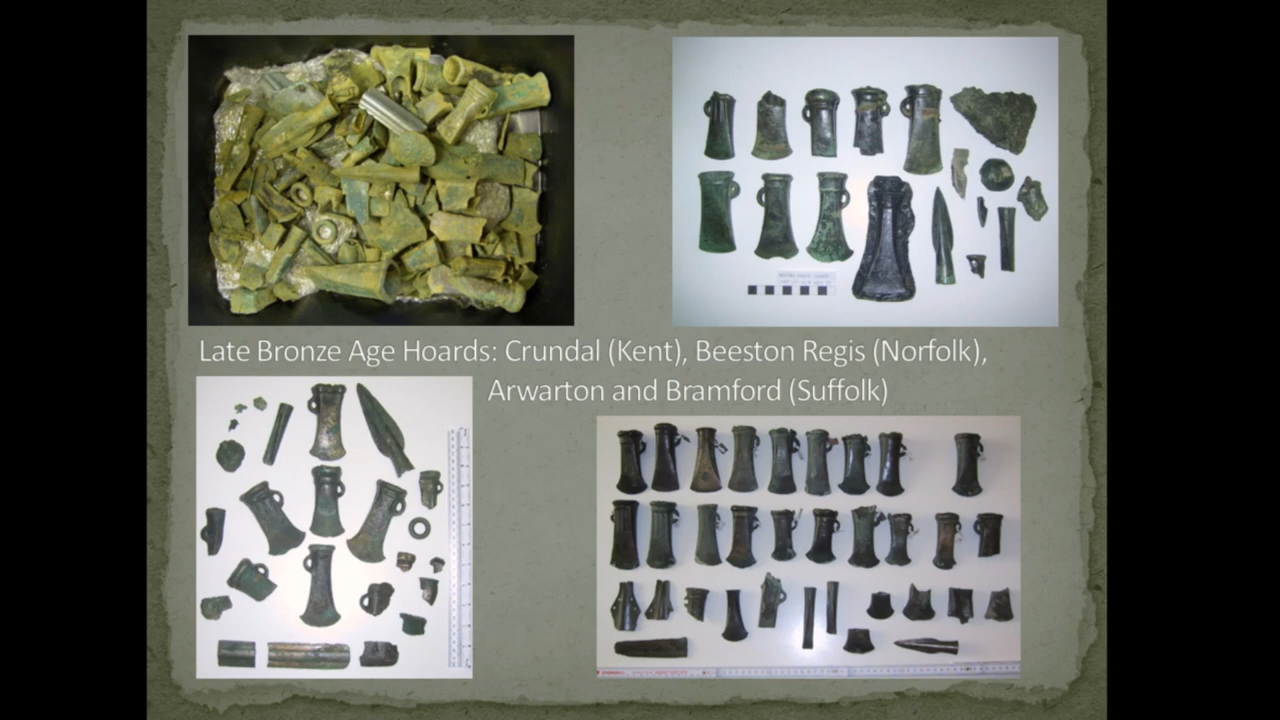 Late Bronze Age Hoards: Crundal (Kent), Beeston Regis (Norfolk),
Arwarton and Bramford (Suffolk)